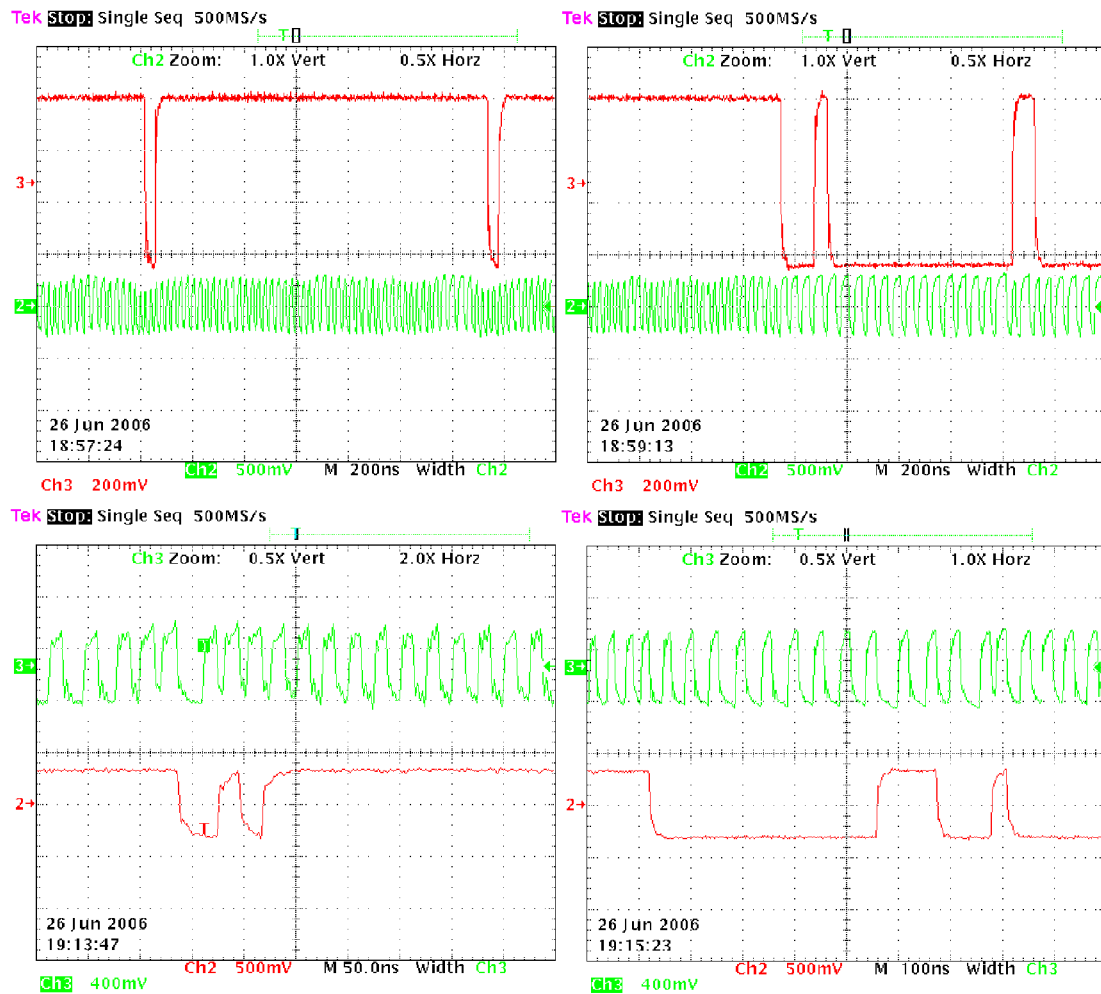 Tek Stop: Single Seq 500MS/s
T
Ch2 Zoom: 1.0X Vert 0.5X Horz
3
2
26 Jun 2006
18:57:24
Ch2 500mV M 200ns Width Ch2
Ch3 200mV
Tek Stop: Single Seq 500MS/s
T
Ch2 Zoom: 1.0X Vert 0.5X Horz
3
2
26 Jun 2006
18:59:13
Ch2 500mV M 200ns Width Ch2
Ch3 200mV
Tek Stop: Single Seq 500MS/s
T
Ch3 Zoom: 0.5X Vert 2.0X Horz
T
3
2
T
26 Jun 2006
19:13:47
Ch2 500mV M 50.0ns Width Ch3
Ch3 400mV
Tek Stop: Single Seq 500MS/s
T
Ch3 Zoom: 0.5X Vert 1.0X Horz
3
2
26 Jun 2006
19:15:23
Ch2 500mV M 100ns Width Ch3
Ch3 400mV